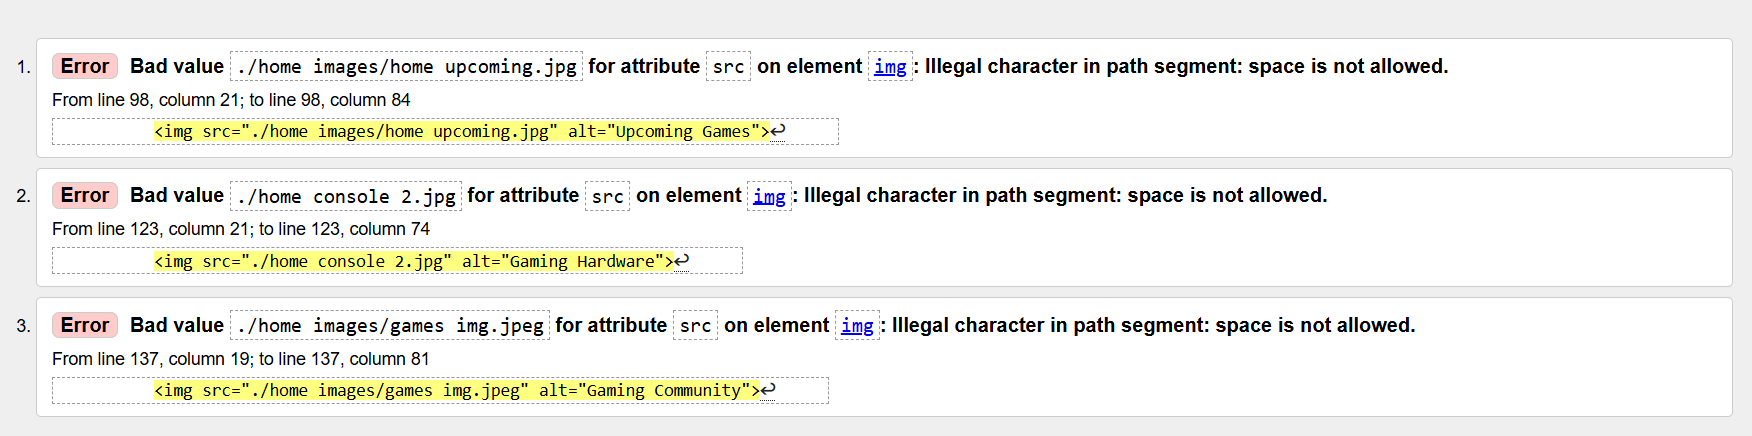 1. Error Bad value ./home images/home upcoming.jpg for attribute src on element img: Illegal character in path segment: space is not allowed.
From line 98, column 21; to line 98, column 84
<img src="./home images/home upcoming.jpg" alt="Upcoming Games">↩
2. Error Bad value ./home console 2.jpg for attribute src on element img: Illegal character in path segment: space is not allowed.
From line 123, column 21; to line 123, column 74
<img src="./home console 2.jpg" alt="Gaming Hardware">↩
3. Error Bad value ./home images/games img.jpeg for attribute src on element img: Illegal character in path segment: space is not allowed.
From line 137, column 19; to line 137, column 81
<img src="./home images/games img.jpeg" alt="Gaming Community">↩